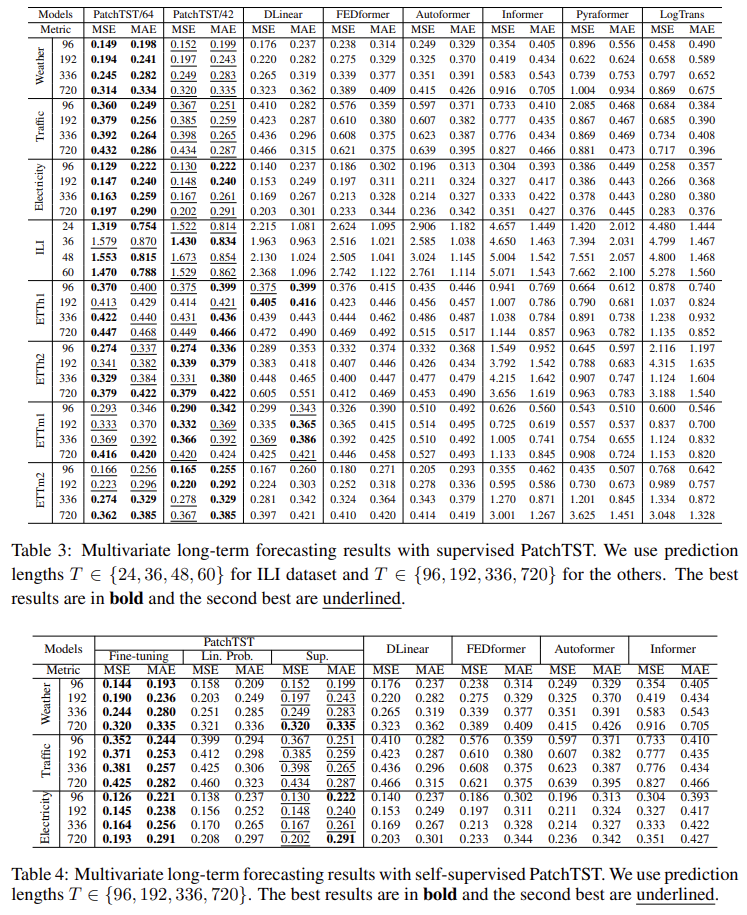 Models PatchTST/64 PatchTST/42 DLinear FEDformer Autoformer Informer Pyraformer LogTrans
Metric MSE MAE MSE MAE MSE MAE MSE MAE MSE MAE MSE MAE MSE MAE MSE MAE
Weather
96 0.149 0.198 0.152 0.199 0.176 0.237 0.238 0.314 0.249 0.329 0.354 0.405 0.896 0.556 0.458 0.490
192 0.194 0.241 0.197 0.243 0.220 0.282 0.275 0.329 0.325 0.370 0.419 0.434 0.622 0.624 0.658 0.589
336 0.245 0.282 0.249 0.283 0.265 0.319 0.339 0.377 0.351 0.391 0.583 0.543 0.739 0.753 0.797 0.652
720 0.314 0.334 0.320 0.335 0.323 0.362 0.389 0.409 0.415 0.426 0.916 0.705 1.004 0.934 0.869 0.675
Traffic
96 0.360 0.249 0.367 0.251 0.410 0.282 0.576 0.359 0.597 0.371 0.733 0.410 2.085 0.468 0.684 0.384
192 0.379 0.256 0.385 0.259 0.423 0.287 0.610 0.380 0.607 0.382 0.777 0.435 0.867 0.467 0.685 0.390
336 0.392 0.264 0.398 0.265 0.436 0.296 0.608 0.375 0.623 0.387 0.776 0.434 0.869 0.469 0.734 0.408
720 0.432 0.286 0.434 0.287 0.466 0.315 0.621 0.375 0.639 0.395 0.827 0.466 0.881 0.473 0.717 0.396
Electricity
96 0.129 0.222 0.130 0.222 0.140 0.237 0.186 0.302 0.196 0.313 0.304 0.393 0.386 0.449 0.258 0.357
192 0.147 0.240 0.148 0.240 0.153 0.249 0.197 0.311 0.211 0.324 0.327 0.417 0.386 0.443 0.266 0.368
336 0.163 0.259 0.167 0.261 0.169 0.267 0.213 0.328 0.214 0.327 0.333 0.422 0.378 0.443 0.280 0.380
720 0.197 0.290 0.202 0.291 0.203 0.301 0.233 0.344 0.236 0.342 0.351 0.427 0.376 0.445 0.283 0.376
ILI
24 1.319 0.754 1.522 0.814 2.215 1.081 2.624 1.095 2.906 1.182 4.657 1.449 1.420 2.012 4.480 1.444
36 1.579 0.870 1.430 0.834 1.963 0.963 2.516 1.021 2.585 1.038 4.650 1.463 7.394 2.031 4.799 1.467
48 1.553 0.815 1.673 0.854 2.130 1.024 2.505 1.041 3.024 1.145 5.004 1.542 7.551 2.057 4.800 1.468
60 1.470 0.788 1.529 0.862 2.368 1.096 2.742 1.122 2.761 1.114 5.071 1.543 7.662 2.100 5.278 1.560
ETTh1
96 0.370 0.400 0.375 0.399 0.375 0.399 0.376 0.415 0.435 0.446 0.941 0.769 0.664 0.612 0.878 0.740
192 0.413 0.429 0.414 0.421 0.405 0.416 0.423 0.446 0.456 0.457 1.007 0.786 0.790 0.681 1.037 0.824
336 0.422 0.440 0.431 0.436 0.439 0.443 0.444 0.462 0.486 0.487 1.038 0.784 0.891 0.738 1.238 0.932
720 0.447 0.468 0.449 0.466 0.472 0.490 0.469 0.492 0.515 0.517 1.144 0.857 0.963 0.782 1.135 0.852
ETTh2
96 0.274 0.337 0.274 0.336 0.289 0.353 0.332 0.374 0.332 0.368 1.549 0.952 0.645 0.597 2.116 1.197
192 0.341 0.382 0.339 0.379 0.383 0.418 0.407 0.446 0.426 0.434 3.792 1.542 0.788 0.683 4.315 1.635
336 0.329 0.384 0.331 0.380 0.448 0.465 0.400 0.447 0.477 0.479 4.215 1.642 0.907 0.747 1.124 1.604
720 0.379 0.422 0.379 0.422 0.605 0.551 0.412 0.469 0.453 0.490 3.656 1.619 0.963 0.783 3.188 1.540
ETTm1
96 0.293 0.346 0.290 0.342 0.299 0.343 0.326 0.390 0.510 0.492 0.626 0.560 0.543 0.510 0.600 0.546
192 0.333 0.370 0.332 0.369 0.335 0.365 0.365 0.415 0.514 0.495 0.725 0.619 0.557 0.537 0.837 0.700
336 0.369 0.392 0.366 0.392 0.369 0.386 0.392 0.425 0.510 0.492 1.005 0.741 0.754 0.655 1.124 0.832
720 0.416 0.420 0.420 0.424 0.425 0.421 0.446 0.458 0.527 0.493 1.133 0.845 0.908 0.724 1.153 0.820
ETTm2
96 0.166 0.256 0.165 0.255 0.167 0.260 0.180 0.271 0.205 0.293 0.355 0.462 0.435 0.507 0.768 0.642
192 0.223 0.296 0.220 0.292 0.224 0.303 0.252 0.318 0.278 0.336 0.595 0.586 0.730 0.673 0.989 0.757
336 0.274 0.329 0.278 0.329 0.281 0.342 0.324 0.364 0.343 0.379 1.270 0.871 1.201 0.845 1.334 0.872
720 0.362 0.385 0.367 0.385 0.397 0.421 0.410 0.420 0.414 0.419 3.001 1.267 3.625 1.451 3.048 1.328
Table 3: Multivariate long-term forecasting results with supervised PatchTST. We use prediction
lengths T ∈ {24, 36, 48, 60} for ILI dataset and T ∈ {96, 192, 336, 720} for the others. The best
results are in bold and the second best are underlined.
Models PatchTST DLinear FEDformer Autoformer Informer
Fine-tuning Lin. Prob. Sup.
Metric MSE MAE MSE MAE MSE MAE MSE MAE MSE MAE MSE MAE MSE MAE
Weather
96 0.144 0.193 0.158 0.209 0.152 0.199 0.176 0.237 0.238 0.314 0.249 0.329 0.354 0.405
192 0.190 0.236 0.203 0.249 0.197 0.243 0.220 0.282 0.275 0.329 0.325 0.370 0.419 0.434
336 0.244 0.280 0.251 0.285 0.249 0.283 0.265 0.319 0.339 0.377 0.351 0.391 0.583 0.543
720 0.320 0.335 0.321 0.336 0.320 0.335 0.323 0.362 0.389 0.409 0.415 0.426 0.916 0.705
Traffic
96 0.352 0.244 0.399 0.294 0.367 0.251 0.410 0.282 0.576 0.359 0.597 0.371 0.733 0.410
192 0.371 0.253 0.412 0.298 0.385 0.259 0.423 0.287 0.610 0.380 0.607 0.382 0.777 0.435
336 0.381 0.257 0.425 0.306 0.398 0.265 0.436 0.296 0.608 0.375 0.623 0.387 0.776 0.434
720 0.425 0.282 0.460 0.323 0.434 0.287 0.466 0.315 0.621 0.375 0.639 0.395 0.827 0.466
Electricity
96 0.126 0.221 0.138 0.237 0.130 0.222 0.140 0.237 0.186 0.302 0.196 0.313 0.304 0.393
192 0.145 0.238 0.156 0.252 0.148 0.240 0.153 0.249 0.197 0.311 0.211 0.324 0.327 0.417
336 0.164 0.256 0.170 0.265 0.167 0.261 0.169 0.267 0.213 0.328 0.214 0.327 0.333 0.422
720 0.193 0.291 0.208 0.297 0.202 0.291 0.203 0.301 0.233 0.344 0.236 0.342 0.351 0.427
Table 4: Multivariate long-term forecasting results with self-supervised PatchTST. We use prediction
lengths T ∈ {96, 192, 336, 720}. The best results are in bold and the second best are underlined.